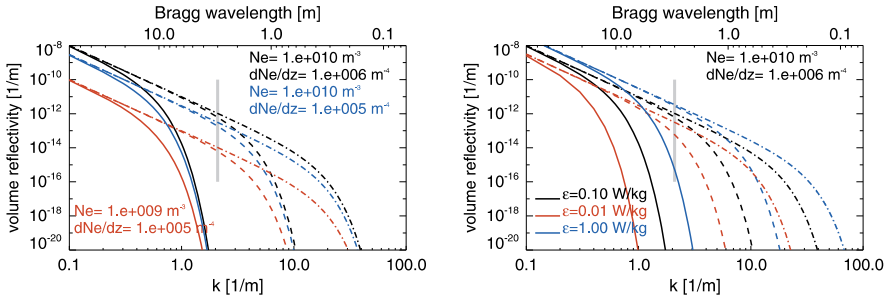 Bragg wavelength [m]
10.0 1.0 0.1
10⁻⁸
10⁻¹⁰
10⁻¹²
10⁻¹⁴
10⁻¹⁶
10⁻¹⁸
10⁻²⁰
volume reflectivity [1/m]
Ne= 1.e+010 m⁻³
dNe/dz= 1.e+006 m⁻⁴
Ne= 1.e+010 m⁻³
dNe/dz= 1.e+005 m⁻⁴
Ne= 1.e+009 m⁻³
dNe/dz= 1.e+005 m⁻⁴
0.1 1.0 10.0 100.0
k [1/m]
Bragg wavelength [m]
10.0 1.0 0.1
10⁻⁸
10⁻¹⁰
10⁻¹²
10⁻¹⁴
10⁻¹⁶
10⁻¹⁸
10⁻²⁰
volume reflectivity [1/m]
Ne= 1.e+010 m⁻³
dNe/dz= 1.e+006 m⁻⁴
ε=0.10 W/kg
ε=0.01 W/kg
ε=1.00 W/kg
0.1 1.0 10.0 100.0
k [1/m]